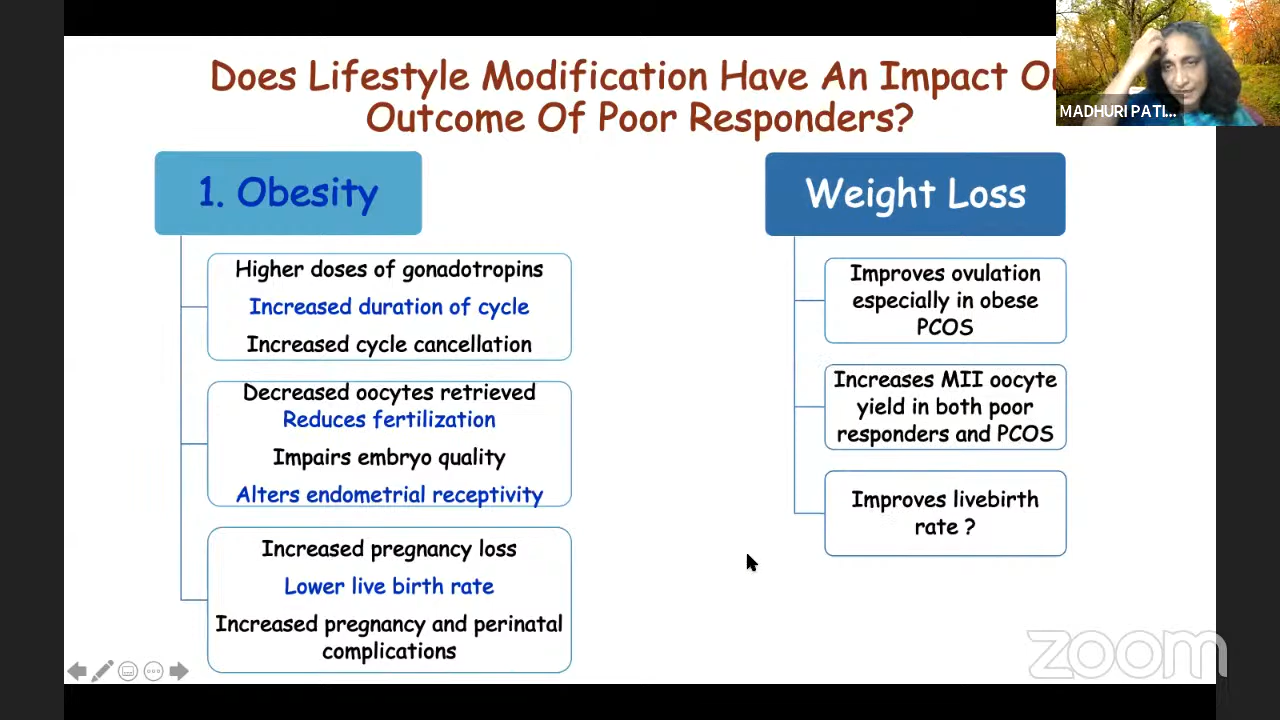 Does Lifestyle Modification Have An Impact
Outcome Of Poor Responders?
MADHURI PATI...
1. Obesity
Higher doses of gonadotropins
Increased duration of cycle
Increased cycle cancellation
Decreased oocytes retrieved
Reduces fertilization
Impairs embryo quality
Alters endometrial receptivity
Increased pregnancy loss
Lower live birth rate
Increased pregnancy and perinatal
complications
Weight Loss
Improves ovulation
especially in obese
PCOS
Increases MII oocyte
yield in both poor
responders and PCOS
Improves livebirth
rate ?
zoom